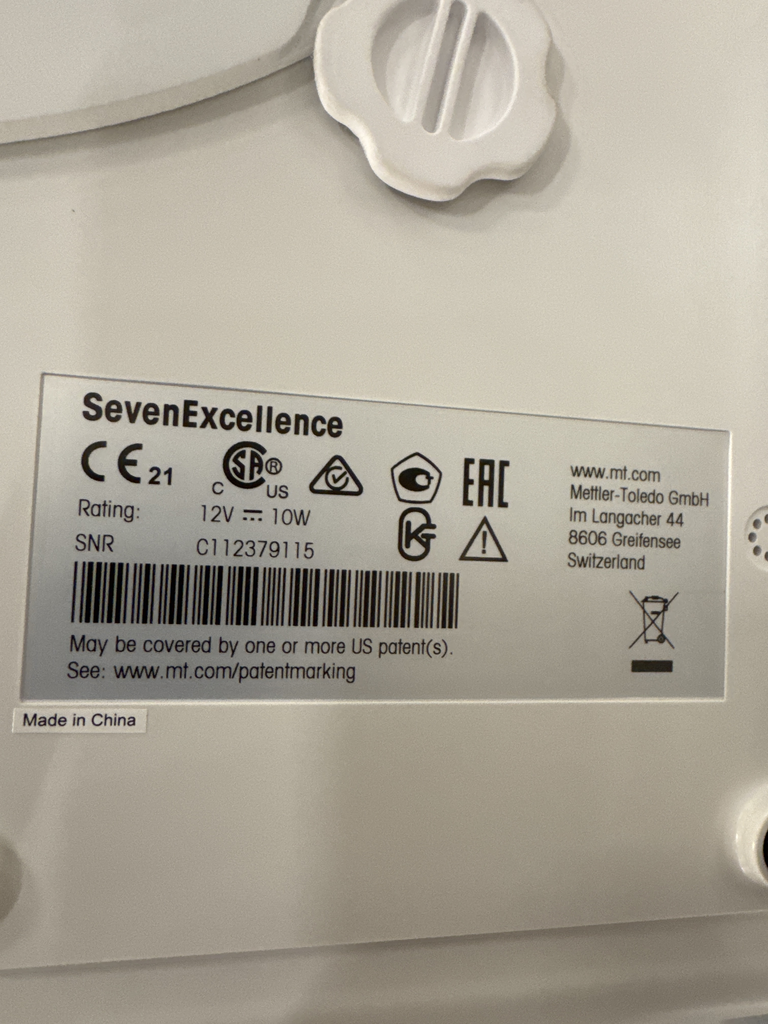 SevenExcellence
CE 21
C SA ® US
EAC
Rating: 12V 10W
SNR C112379115
May be covered by one or more US patent(s).
See: www.mt.com/patentmarking
www.mt.com
Mettler-Toledo GmbH
Im Langacher 44
8606 Greifensee
Switzerland
Made in China